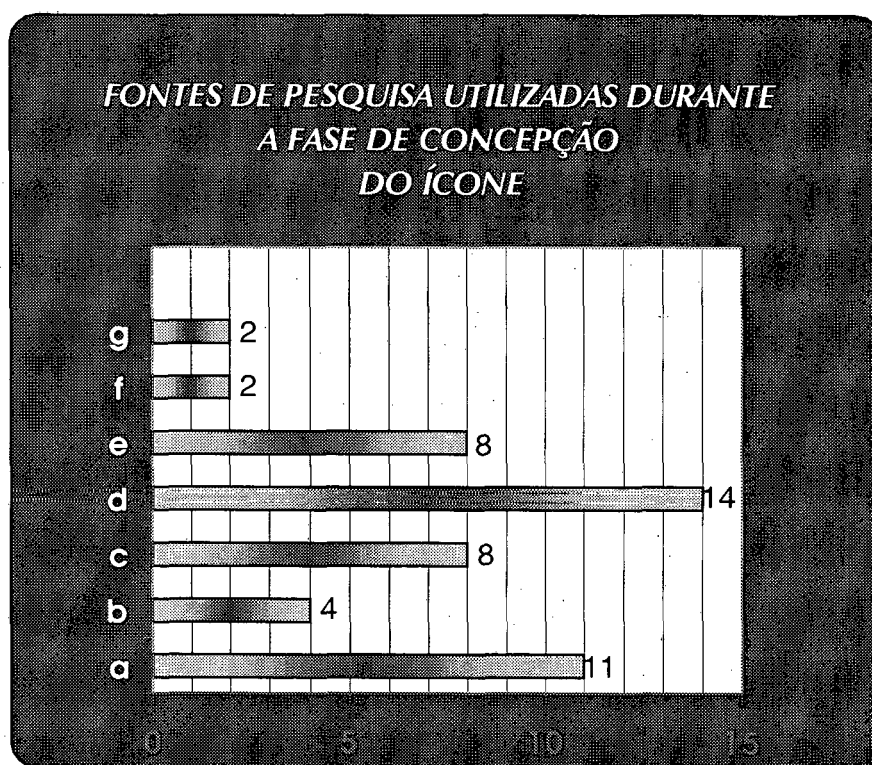 FONTES DE PESQUISA UTILIZADAS DURANTE
A FASE DE CONCEPÇÃO
DO ÍCONE
g 2
f 2
e 8
d 14
c 8
b 4
a 11
0 5 10 15